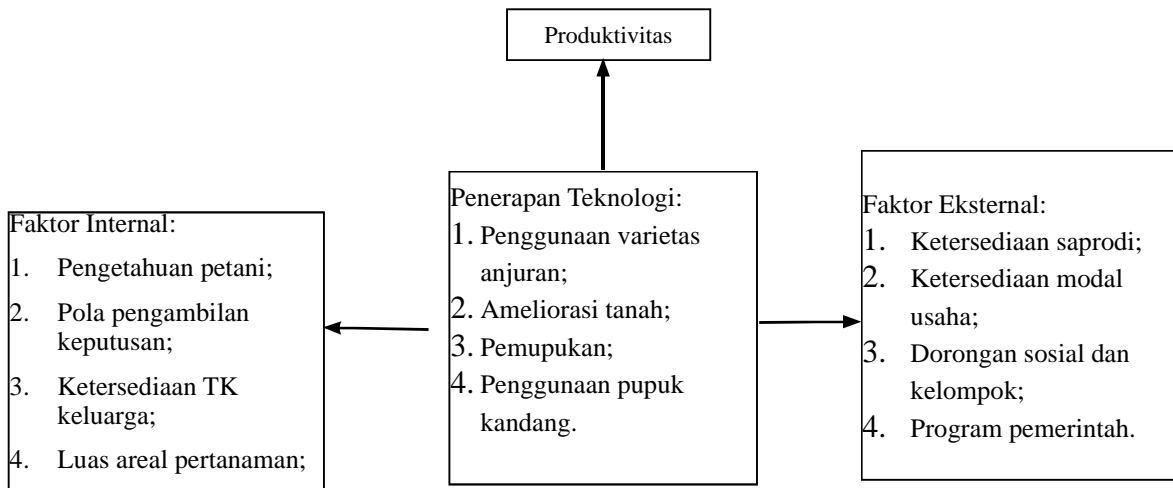 Produktivitas
Faktor Internal:
1. Pengetahuan petani;
2. Pola pengambilan
keputusan;
3. Ketersediaan TK
keluarga;
4. Luas areal pertanaman;
Penerapan Teknologi:
1. Penggunaan varietas
anjuran;
2. Ameliorasi tanah;
3. Pemupukan;
4. Penggunaan pupuk
kandang.
Faktor Eksternal:
1. Ketersediaan saprodi;
2. Ketersediaan modal
usaha;
3. Dorongan sosial dan
kelompok;
4. Program pemerintah.